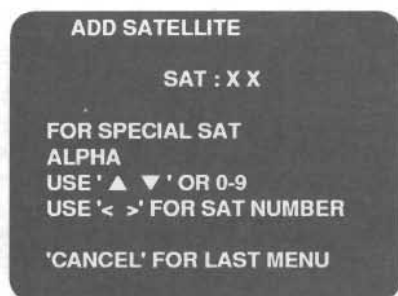 ADD SATELLITE
SAT : X X
FOR SPECIAL SAT
ALPHA
USE ' ▲ ▼ ' OR 0-9
USE '< >' FOR SAT NUMBER
'CANCEL' FOR LAST MENU